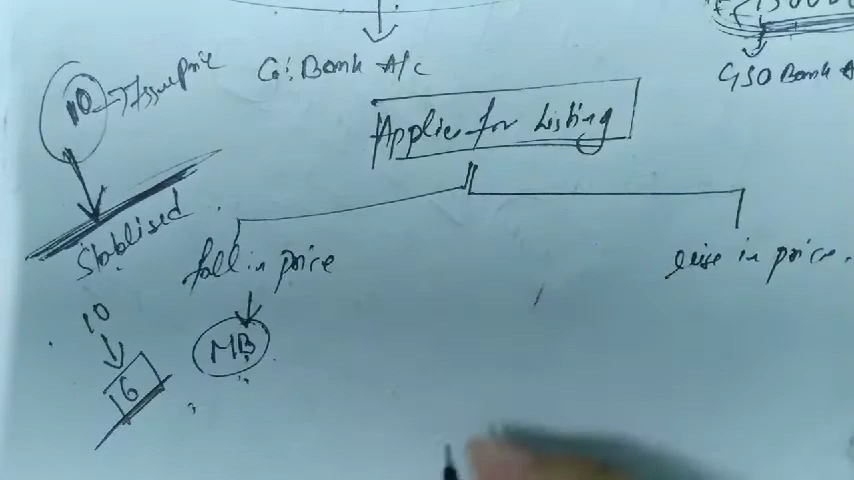 10 → Issue price
Co's Bank A/c
GSO Bank A
Applies for Listing
Stablised
fall in price
rise in price.
10
6
MB